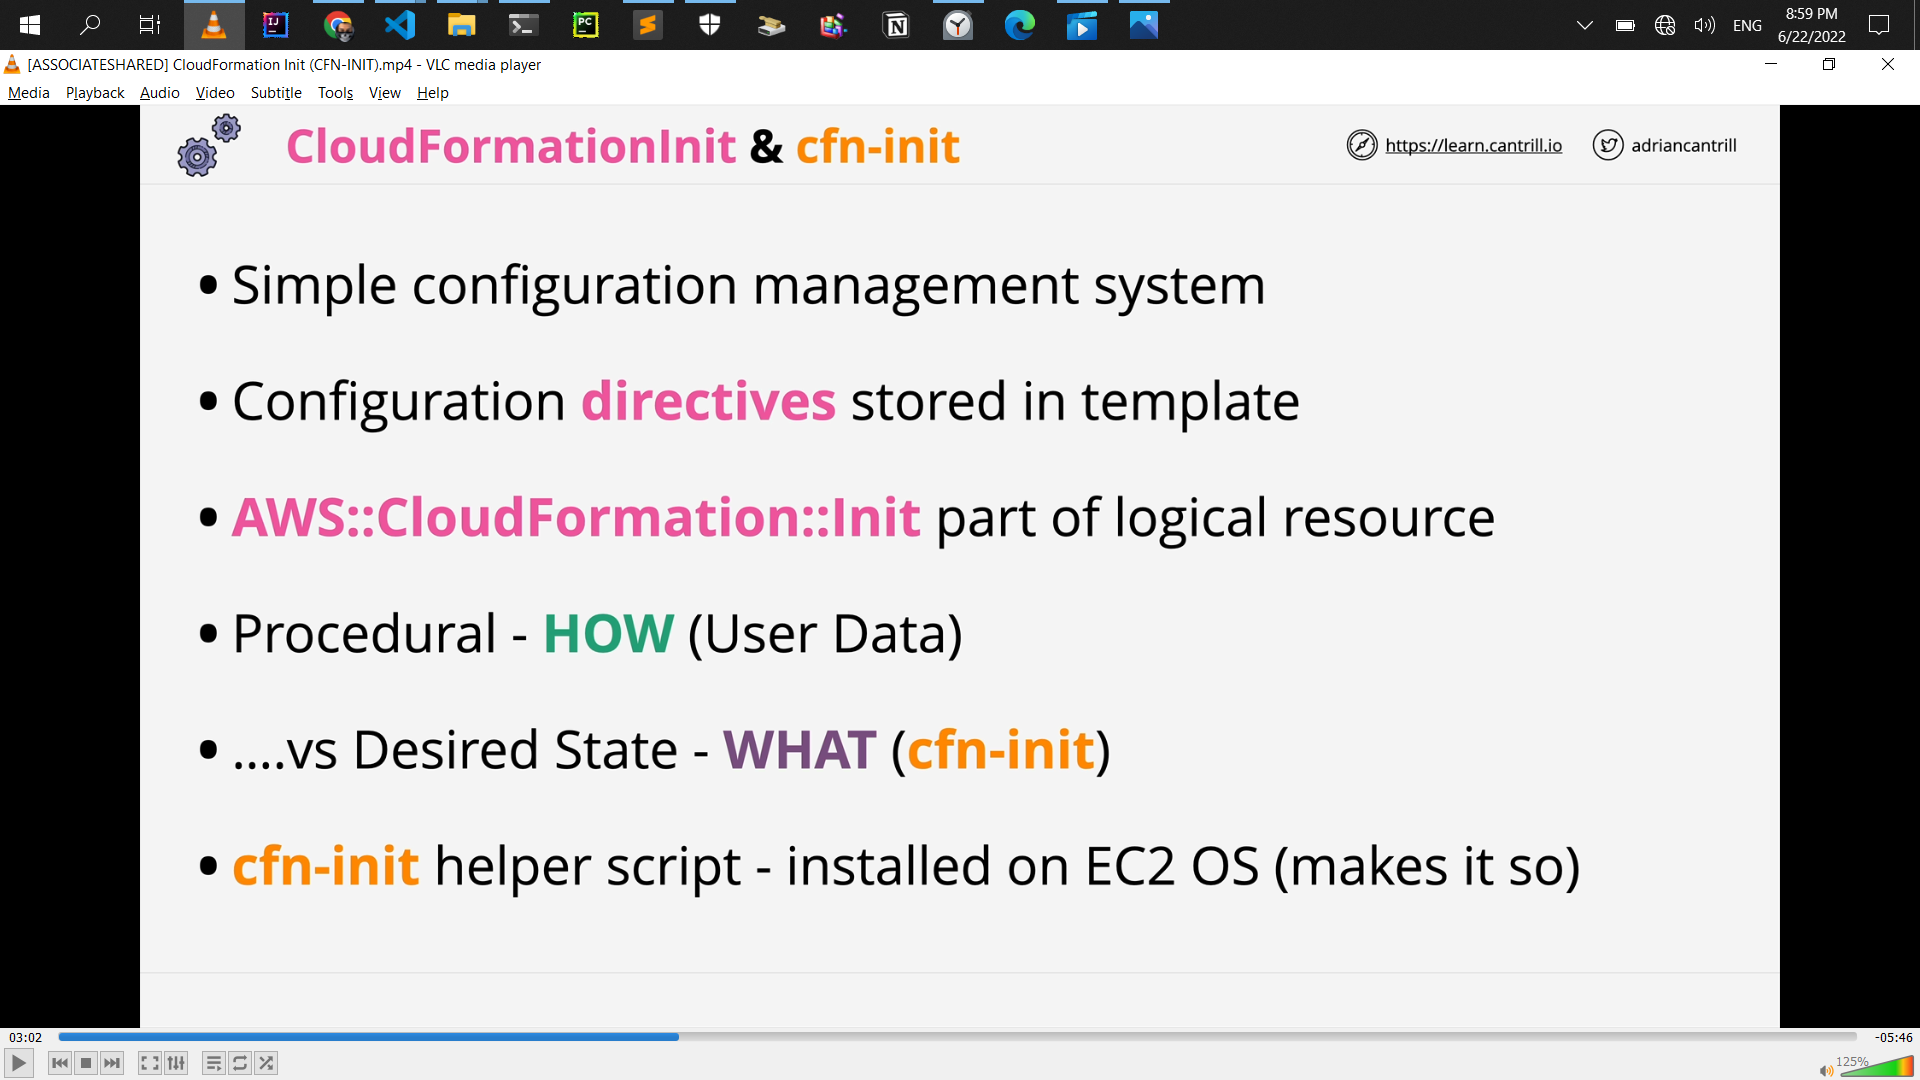 8:59 PM
ENG
6/22/2022
[ASSOCIATESHARED] CloudFormation Init (CFN-INIT).mp4 - VLC media player
Media Playback Audio Video Subtitle Tools View Help
CloudFormationInit & cfn-init
https://learn.cantrill.io
adriancantrill
• Simple configuration management system
• Configuration directives stored in template
• AWS::CloudFormation::Init part of logical resource
• Procedural - HOW (User Data)
• ....vs Desired State - WHAT (cfn-init)
• cfn-init helper script - installed on EC2 OS (makes it so)
03:02
-05:46
125%
IJ
PC
N
S